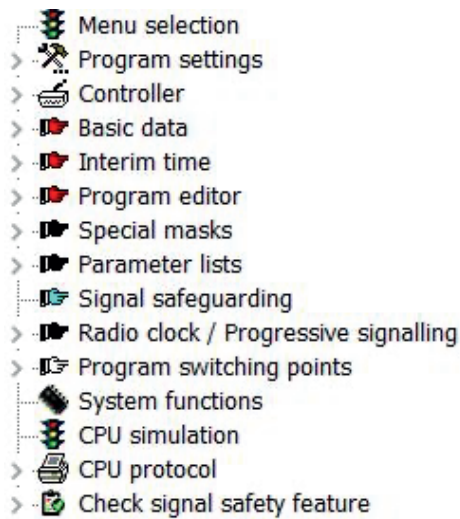 Menu selection
Program settings
Controller
Basic data
Interim time
Program editor
Special masks
Parameter lists
Signal safeguarding
Radio clock / Progressive signalling
Program switching points
System functions
CPU simulation
CPU protocol
Check signal safety feature